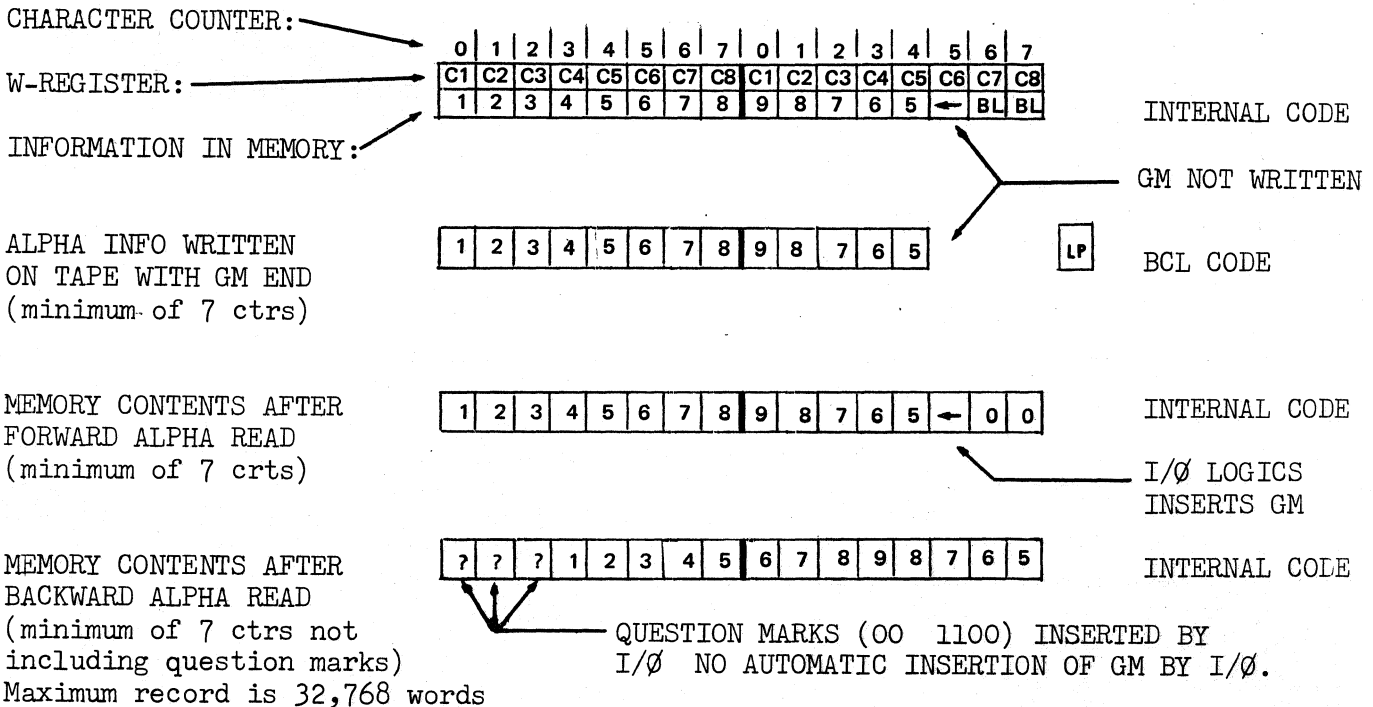 CHARACTER COUNTER:
0 1 2 3 4 5 6 7 0 1 2 3 4 5 6 7
W-REGISTER:
C1 C2 C3 C4 C5 C6 C7 C8 C1 C2 C3 C4 C5 C6 C7 C8
1 2 3 4 5 6 7 8 9 8 7 6 5 ← BL BL
INTERNAL CODE
INFORMATION IN MEMORY:
GM NOT WRITTEN
ALPHA INFO WRITTEN
ON TAPE WITH GM END
(minimum of 7 ctrs)
1 2 3 4 5 6 7 8 9 8 7 6 5
LP
BCL CODE
MEMORY CONTENTS AFTER
FORWARD ALPHA READ
(minimum of 7 crts)
1 2 3 4 5 6 7 8 9 8 7 6 5 ← 0 0
INTERNAL CODE
I/Ø LOGICS
INSERTS GM
MEMORY CONTENTS AFTER
BACKWARD ALPHA READ
(minimum of 7 ctrs not
including question marks)
Maximum record is 32,768 words
? ? ? 1 2 3 4 5 6 7 8 9 8 7 6 5
INTERNAL CODE
QUESTION MARKS (00 1100) INSERTED BY
I/Ø NO AUTOMATIC INSERTION OF GM BY I/Ø.